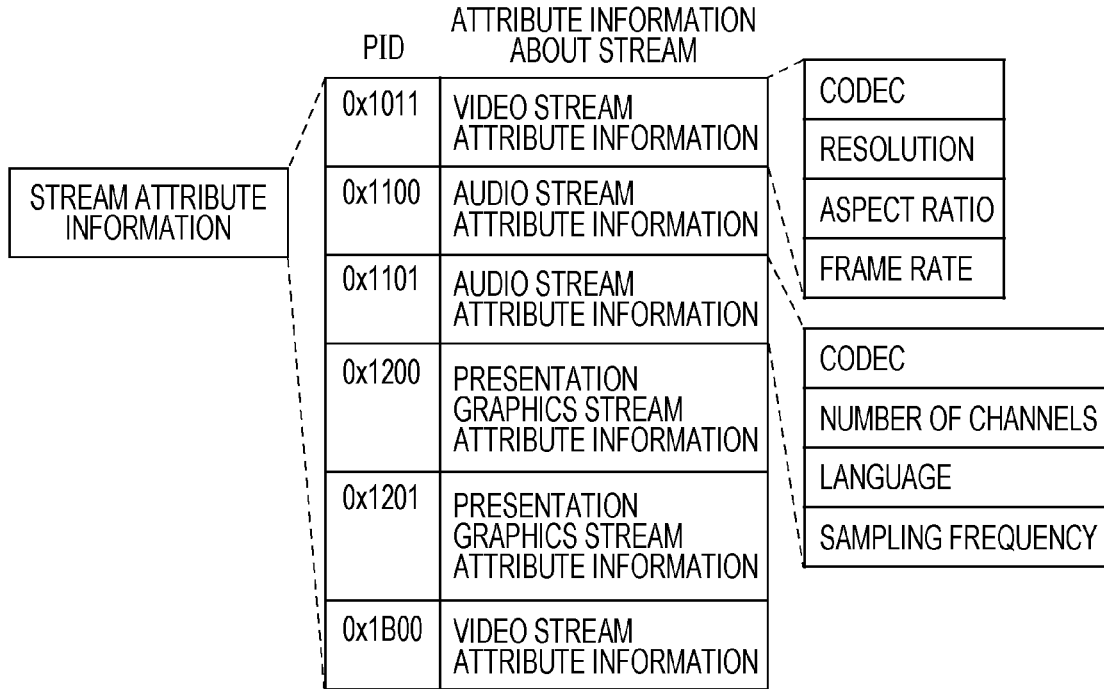 PID
ATTRIBUTE INFORMATION
ABOUT STREAM
STREAM ATTRIBUTE
INFORMATION
0x1011
VIDEO STREAM
ATTRIBUTE INFORMATION
0x1100
AUDIO STREAM
ATTRIBUTE INFORMATION
0x1101
AUDIO STREAM
ATTRIBUTE INFORMATION
0x1200
PRESENTATION
GRAPHICS STREAM
ATTRIBUTE INFORMATION
0x1201
PRESENTATION
GRAPHICS STREAM
ATTRIBUTE INFORMATION
0x1B00
VIDEO STREAM
ATTRIBUTE INFORMATION
CODEC
RESOLUTION
ASPECT RATIO
FRAME RATE
CODEC
NUMBER OF CHANNELS
LANGUAGE
SAMPLING FREQUENCY